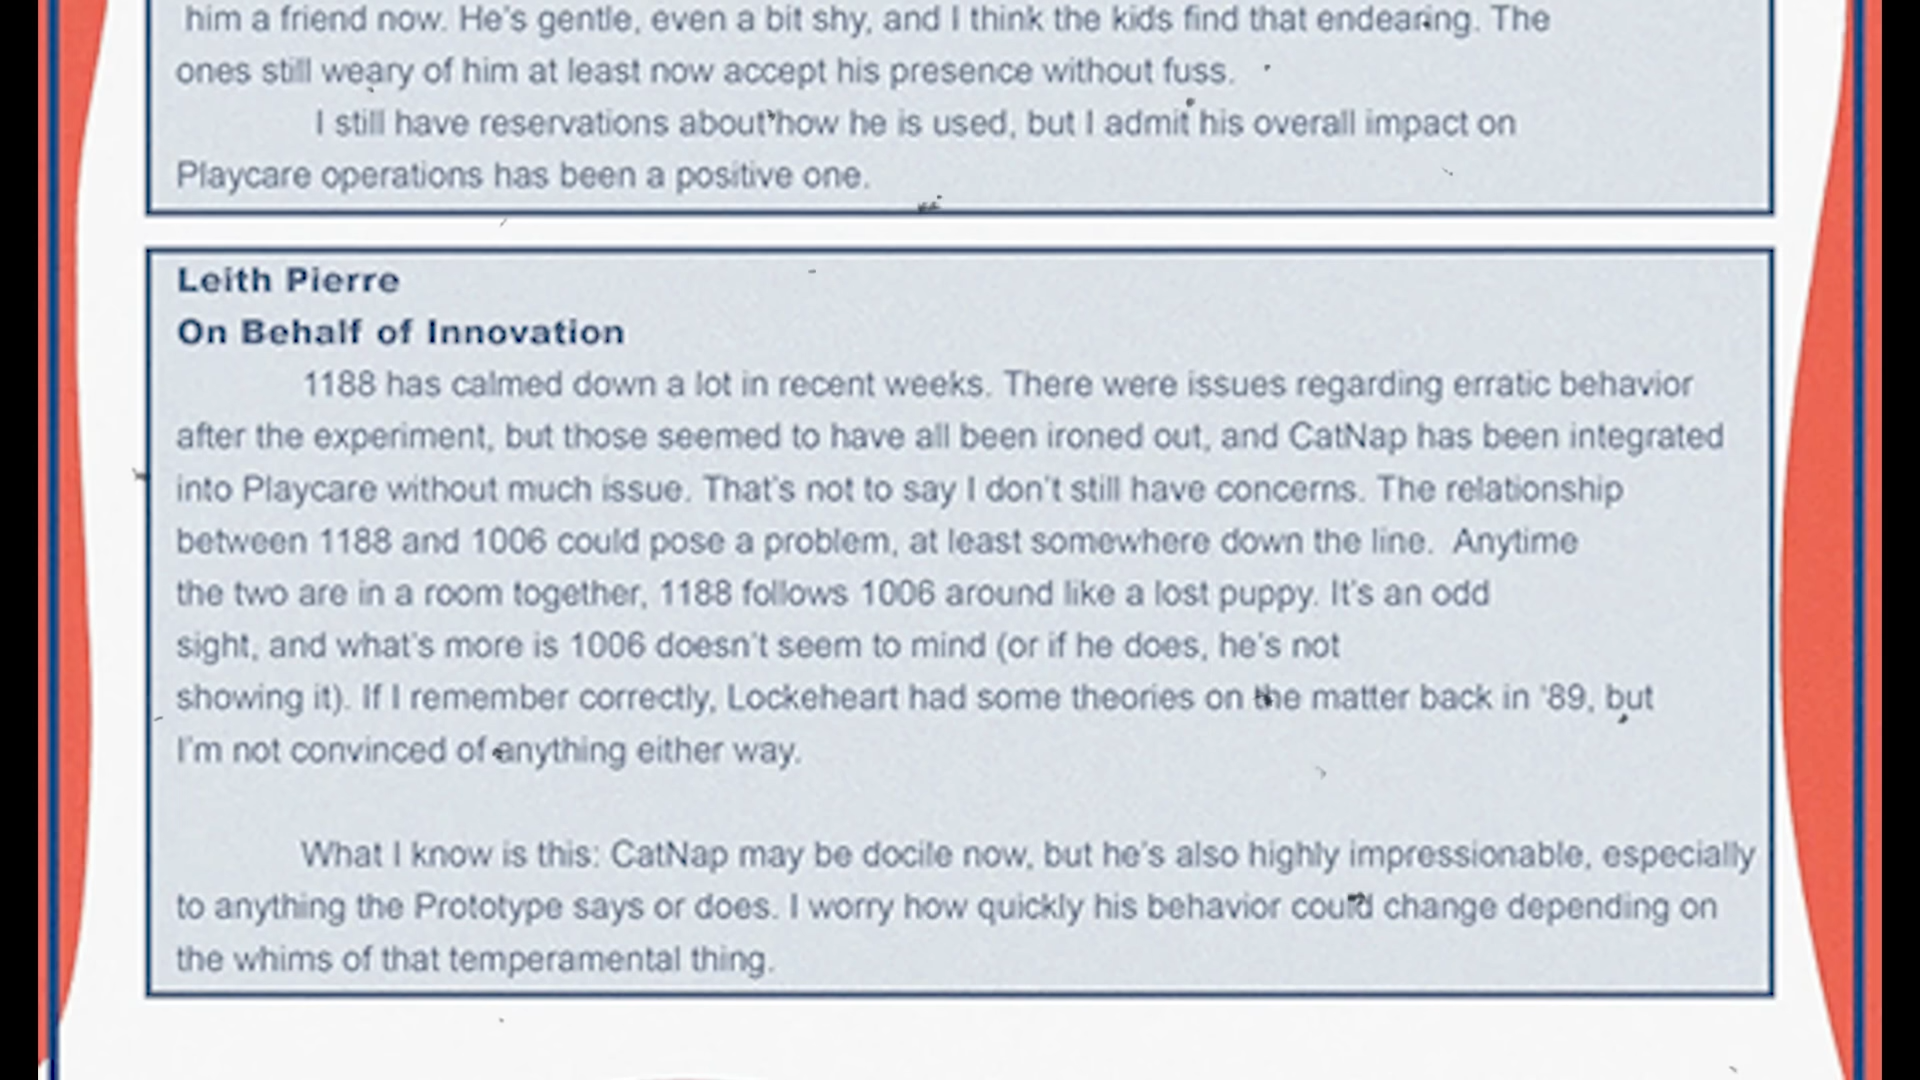 him a friend now. He's gentle, even a bit shy, and I think the kids find that endearing. The
ones still weary of him at least now accept his presence without fuss.
I still have reservations about how he is used, but I admit his overall impact on
Playcare operations has been a positive one.
Leith Pierre
On Behalf of Innovation
1188 has calmed down a lot in recent weeks. There were issues regarding erratic behavior
after the experiment, but those seemed to have all been ironed out, and CatNap has been integrated
into Playcare without much issue. That's not to say I don't still have concerns. The relationship
between 1188 and 1006 could pose a problem, at least somewhere down the line.  Anytime
the two are in a room together, 1188 follows 1006 around like a lost puppy. It's an odd
sight, and what's more is 1006 doesn't seem to mind (or if he does, he's not
showing it). If I remember correctly, Lockeheart had some theories on the matter back in '89, but
I'm not convinced of anything either way.
What I know is this: CatNap may be docile now, but he's also highly impressionable, especially
to anything the Prototype says or does. I worry how quickly his behavior could change depending on
the whims of that temperamental thing.